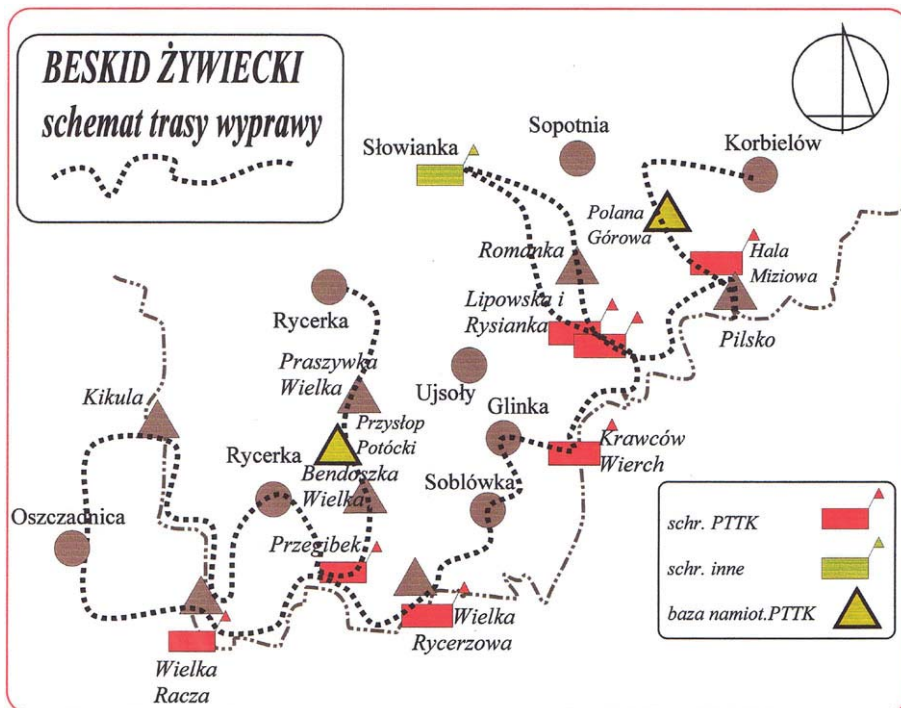 BESKID ŻYWIECKI
schemat trasy wyprawy
Słowianka
Sopotnia
Korbielów
Polana
Górowa
Romanka
Hala
Miziowa
Rycerka
Lipowska i
Rysianka
Pilsko
Praszywka
Wielka
Ujsoły
Kikula
Glinka
Przysłop
Potócki
Rycerka
Bendoszka
Wielka
Krawców
Wierch
Soblówka
Oszczadnica
Przegibek
Wielka
Rycerzowa
Wielka
Racza
schr. PTTK
schr. inne
baza namiot.PTTK